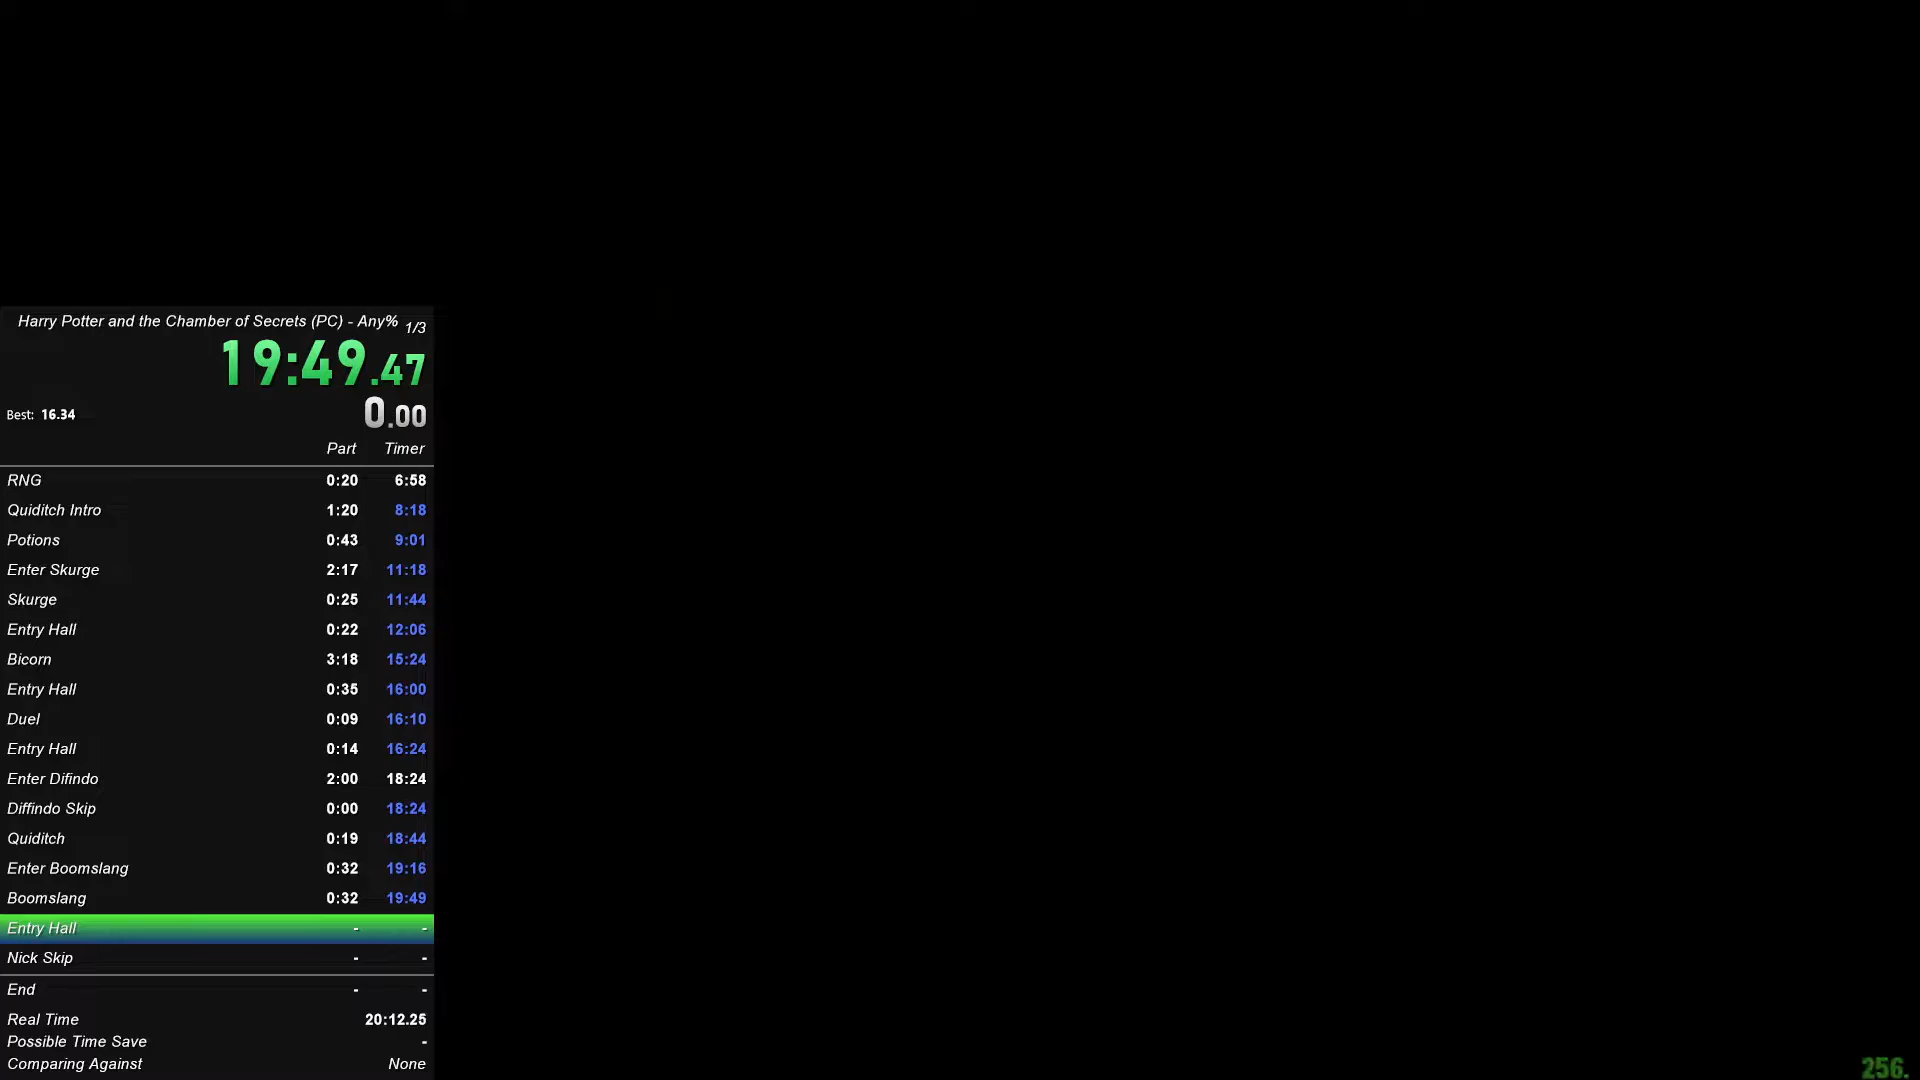 Harry Potter and the Chamber of Secrets (PC) - Any% 1/3
19:49.47
Best: 16.34 0.00
Part Timer
RNG 0:20 6:58
Quiditch Intro 1:20 8:18
Potions 0:43 9:01
Enter Skurge 2:17 11:18
Skurge 0:25 11:44
Entry Hall 0:22 12:06
Bicorn 3:18 15:24
Entry Hall 0:35 16:00
Duel 0:09 16:10
Entry Hall 0:14 16:24
Enter Difindo 2:00 18:24
Diffindo Skip 0:00 18:24
Quiditch 0:19 18:44
Enter Boomslang 0:32 19:16
Boomslang 0:32 19:49
Entry Hall - -
Nick Skip - -
End - -
Real Time 20:12.25
Possible Time Save -
Comparing Against None
256.